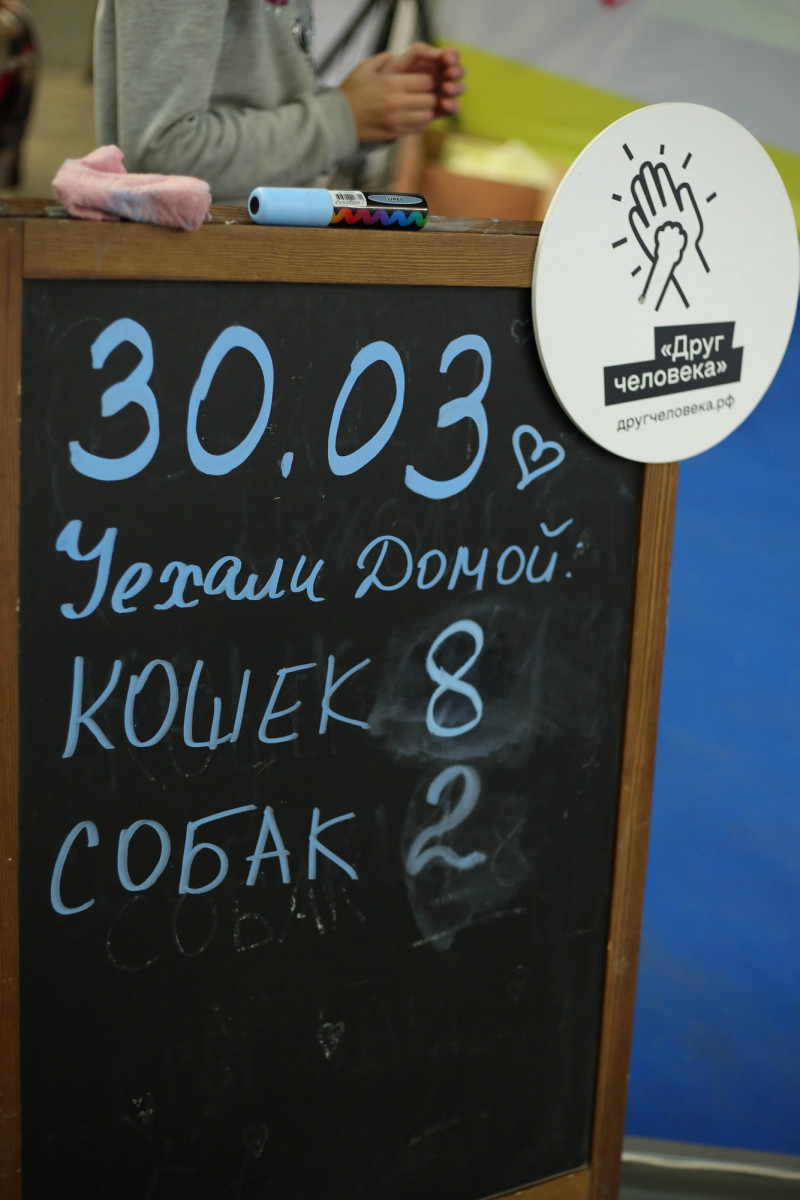 30.03
Уехали Домой:
КОШЕК 8
СОБАК 2
«Друг
человека»
другчеловека.рф